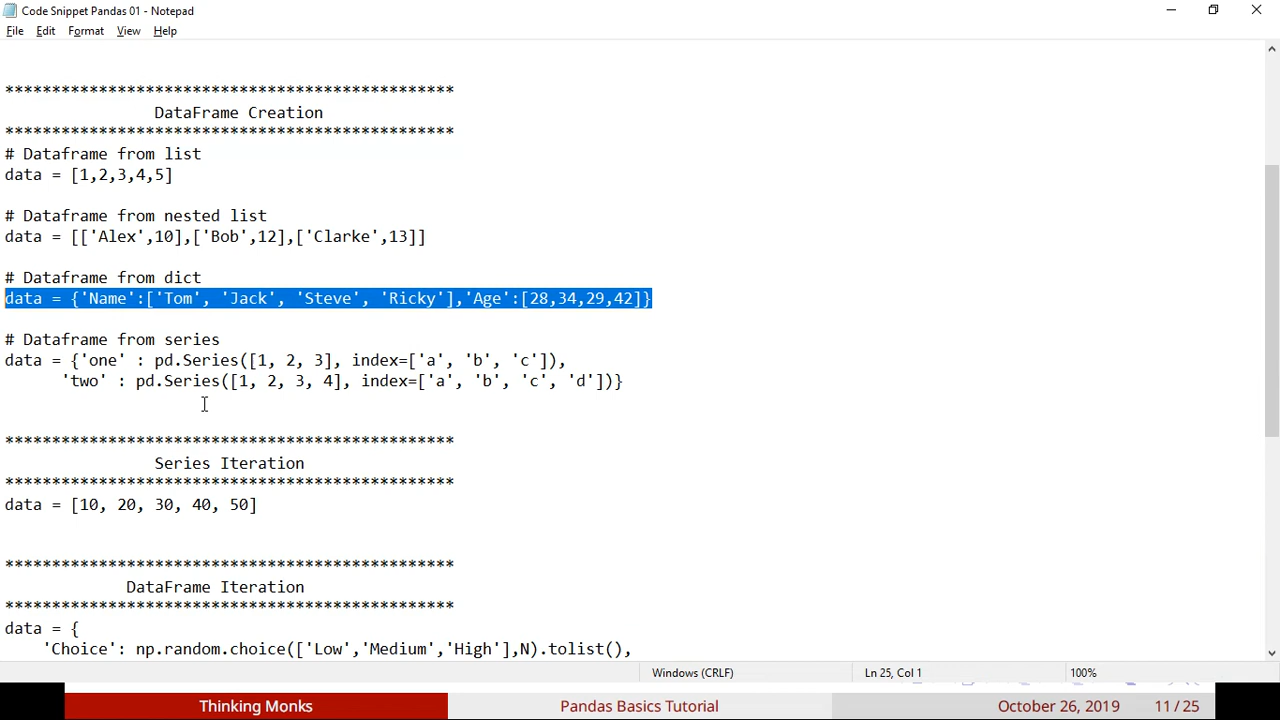 Code Snippet Pandas 01 - Notepad
File Edit Format View Help
************************************************
DataFrame Creation
************************************************
# Dataframe from list
data = [1,2,3,4,5]
# Dataframe from nested list
data = [['Alex',10],['Bob',12],['Clarke',13]]
# Dataframe from dict
data = {'Name':['Tom', 'Jack', 'Steve', 'Ricky'],'Age':[28,34,29,42]}
# Dataframe from series
data = {'one' : pd.Series([1, 2, 3], index=['a', 'b', 'c']),
'two' : pd.Series([1, 2, 3, 4], index=['a', 'b', 'c', 'd'])}
************************************************
Series Iteration
************************************************
data = [10, 20, 30, 40, 50]
************************************************
DataFrame Iteration
************************************************
data = {
'Choice': np.random.choice(['Low','Medium','High'],N).tolist(),
Windows (CRLF) Ln 25, Col 1 100%
Thinking Monks Pandas Basics Tutorial October 26, 2019 11 / 25